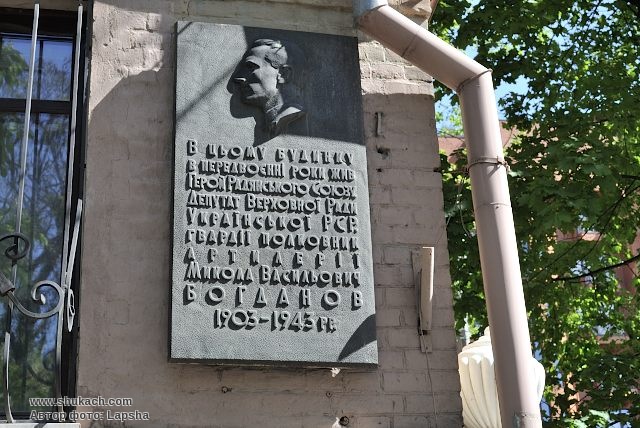 В ЦЬОМУ БУДИНКУ
В ПЕРЕДВОЄННІ РОКИ ЖИВ
ГЕРОЙ РАДЯНСЬКОГО СОЮЗУ
ДЕПУТАТ ВЕРХОВНОЇ РАДИ
УКРАЇНСЬКОЇ РСР,
ГВАРДІЇ ПОЛКОВНИК
АРТИЛЕРІЇ
МИКОЛА ВАСИЛЬОВИЧ
БОГДАНОВ
1903-1943 РР.
www.shukach.com
Автор фото: Lapsha